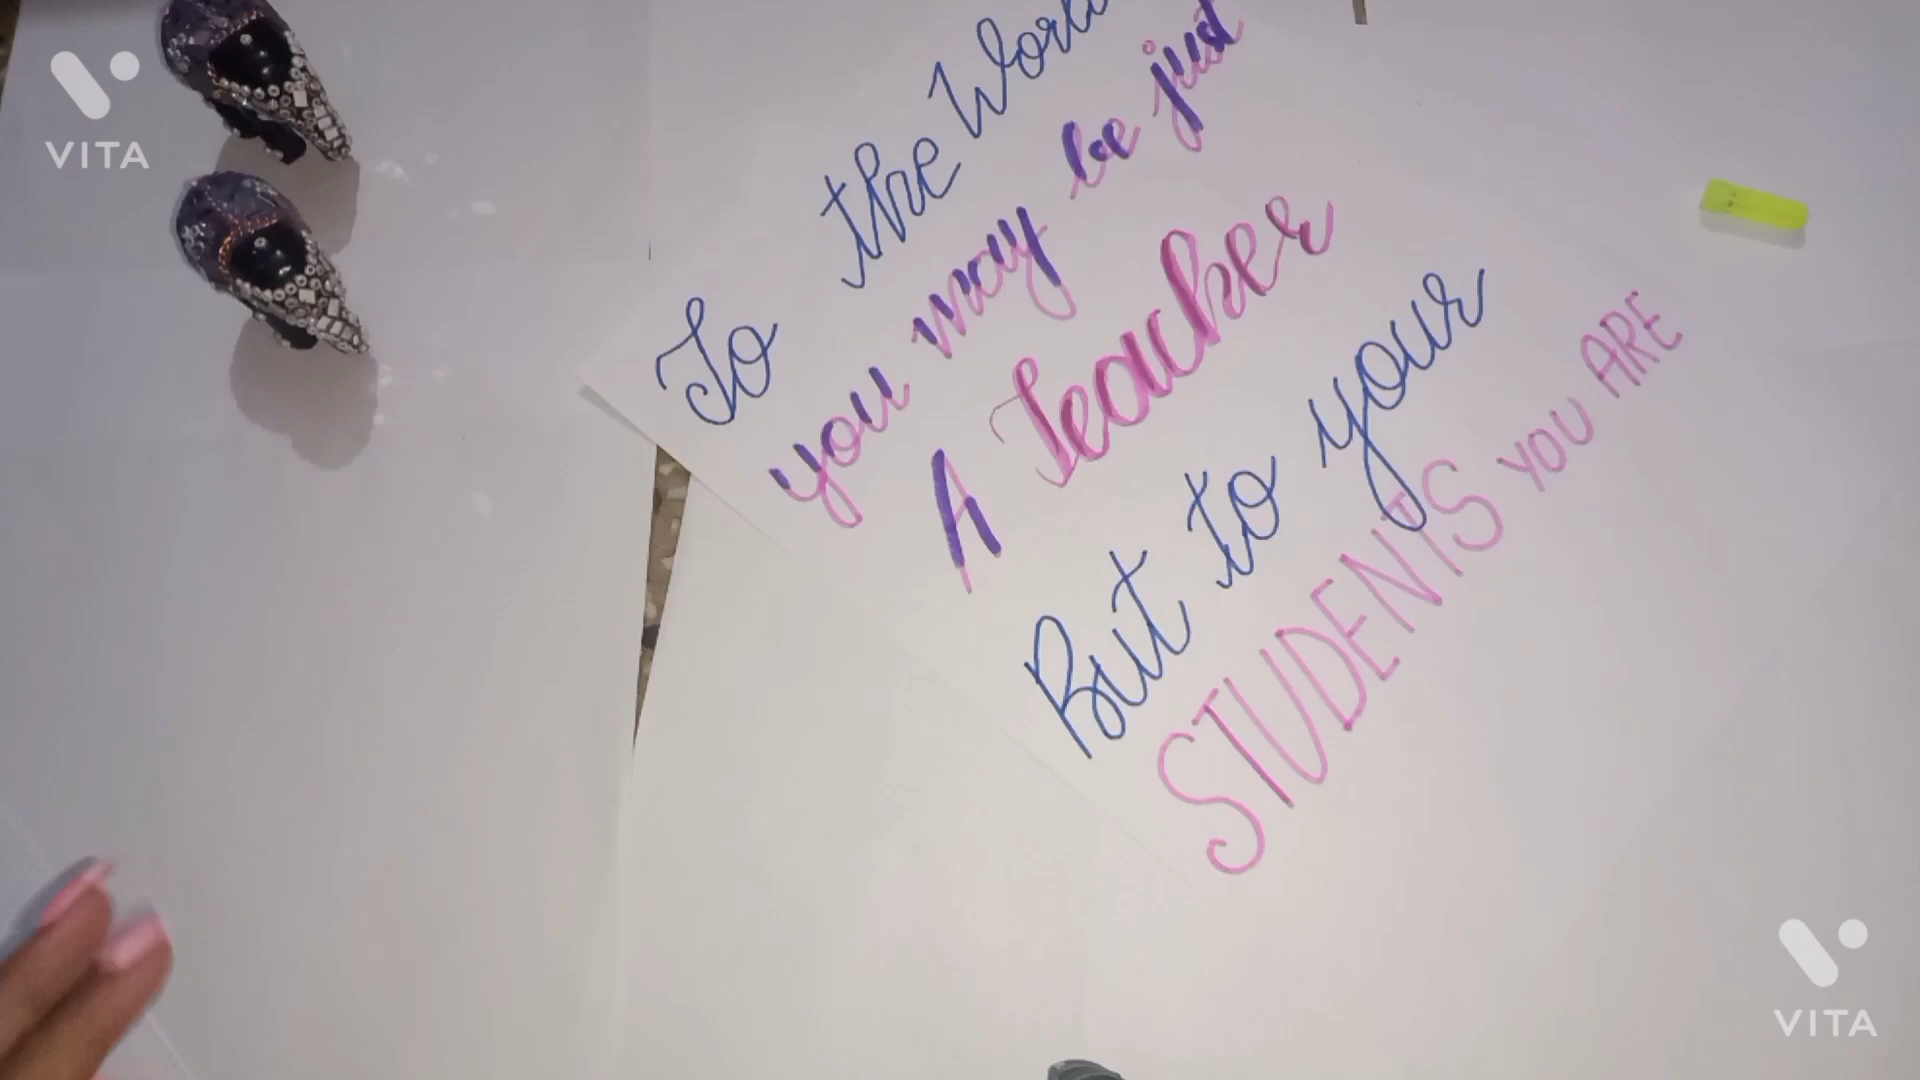 VITA
To the World
you may be just
A Teacher
But to your
STUDENTS YOU ARE
VITA